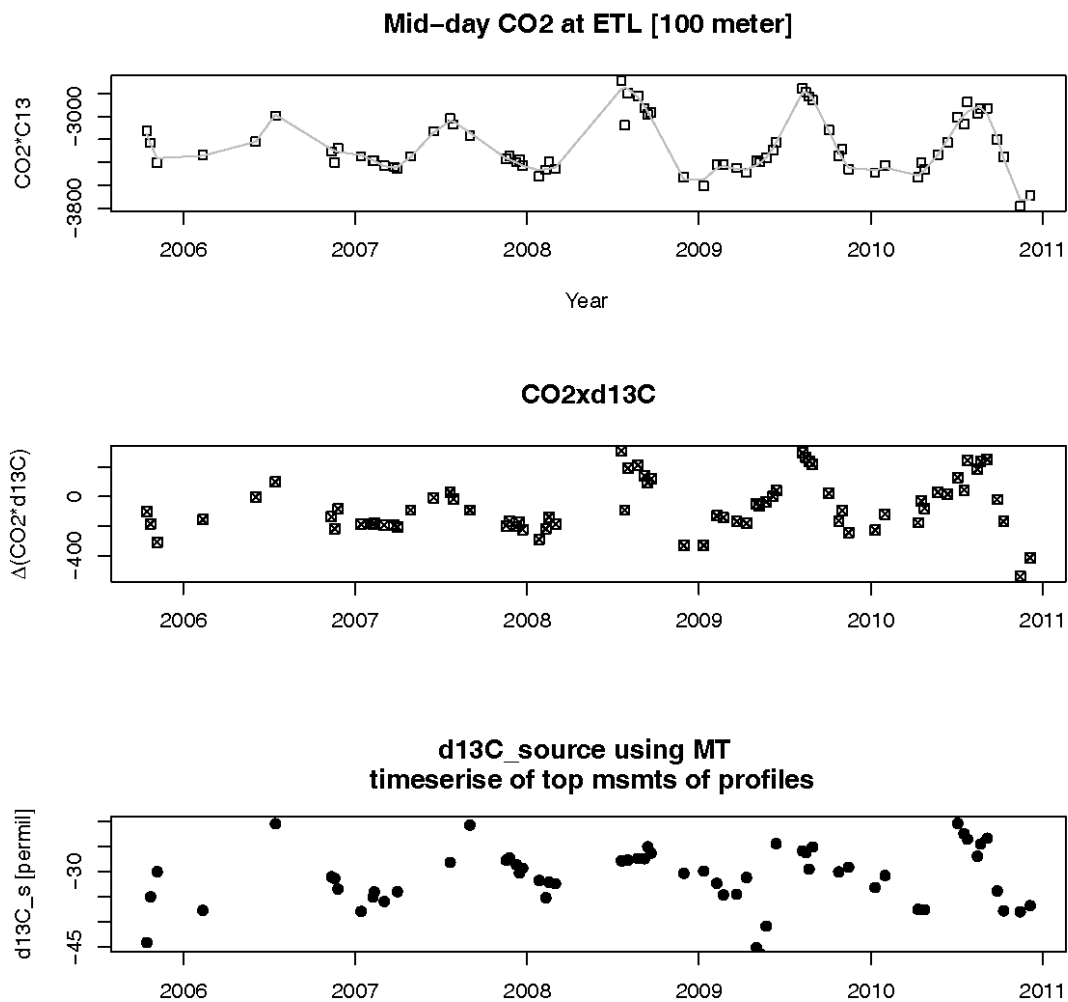 Mid-day CO2 at ETL [100 meter]
CO2*C13
-3000
-3800
2006 2007 2008 2009 2010 2011
Year
CO2xd13C
Δ(CO2*d13C)
0
-400
2006 2007 2008 2009 2010 2011
d13C_source using MT
timeserise of top msmts of profiles
d13C_s [permil]
-30
-45
2006 2007 2008 2009 2010 2011